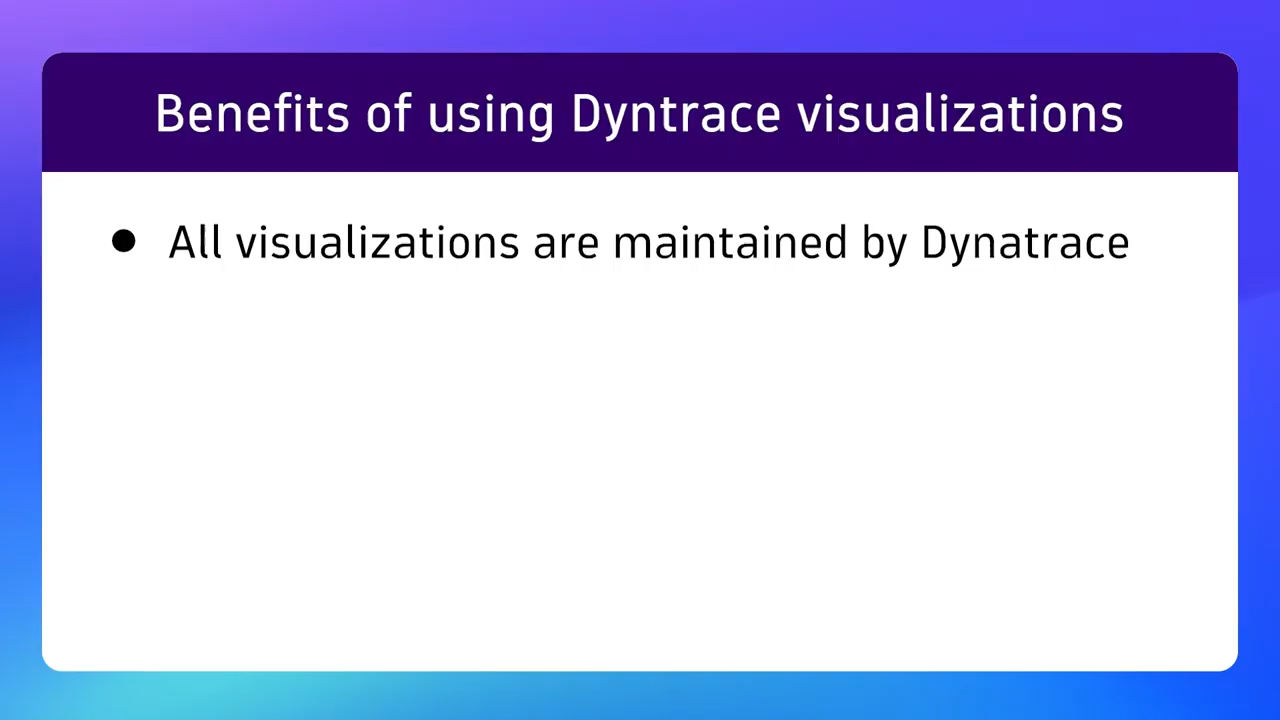 Benefits of using Dyntrace visualizations
● All visualizations are maintained by Dynatrace